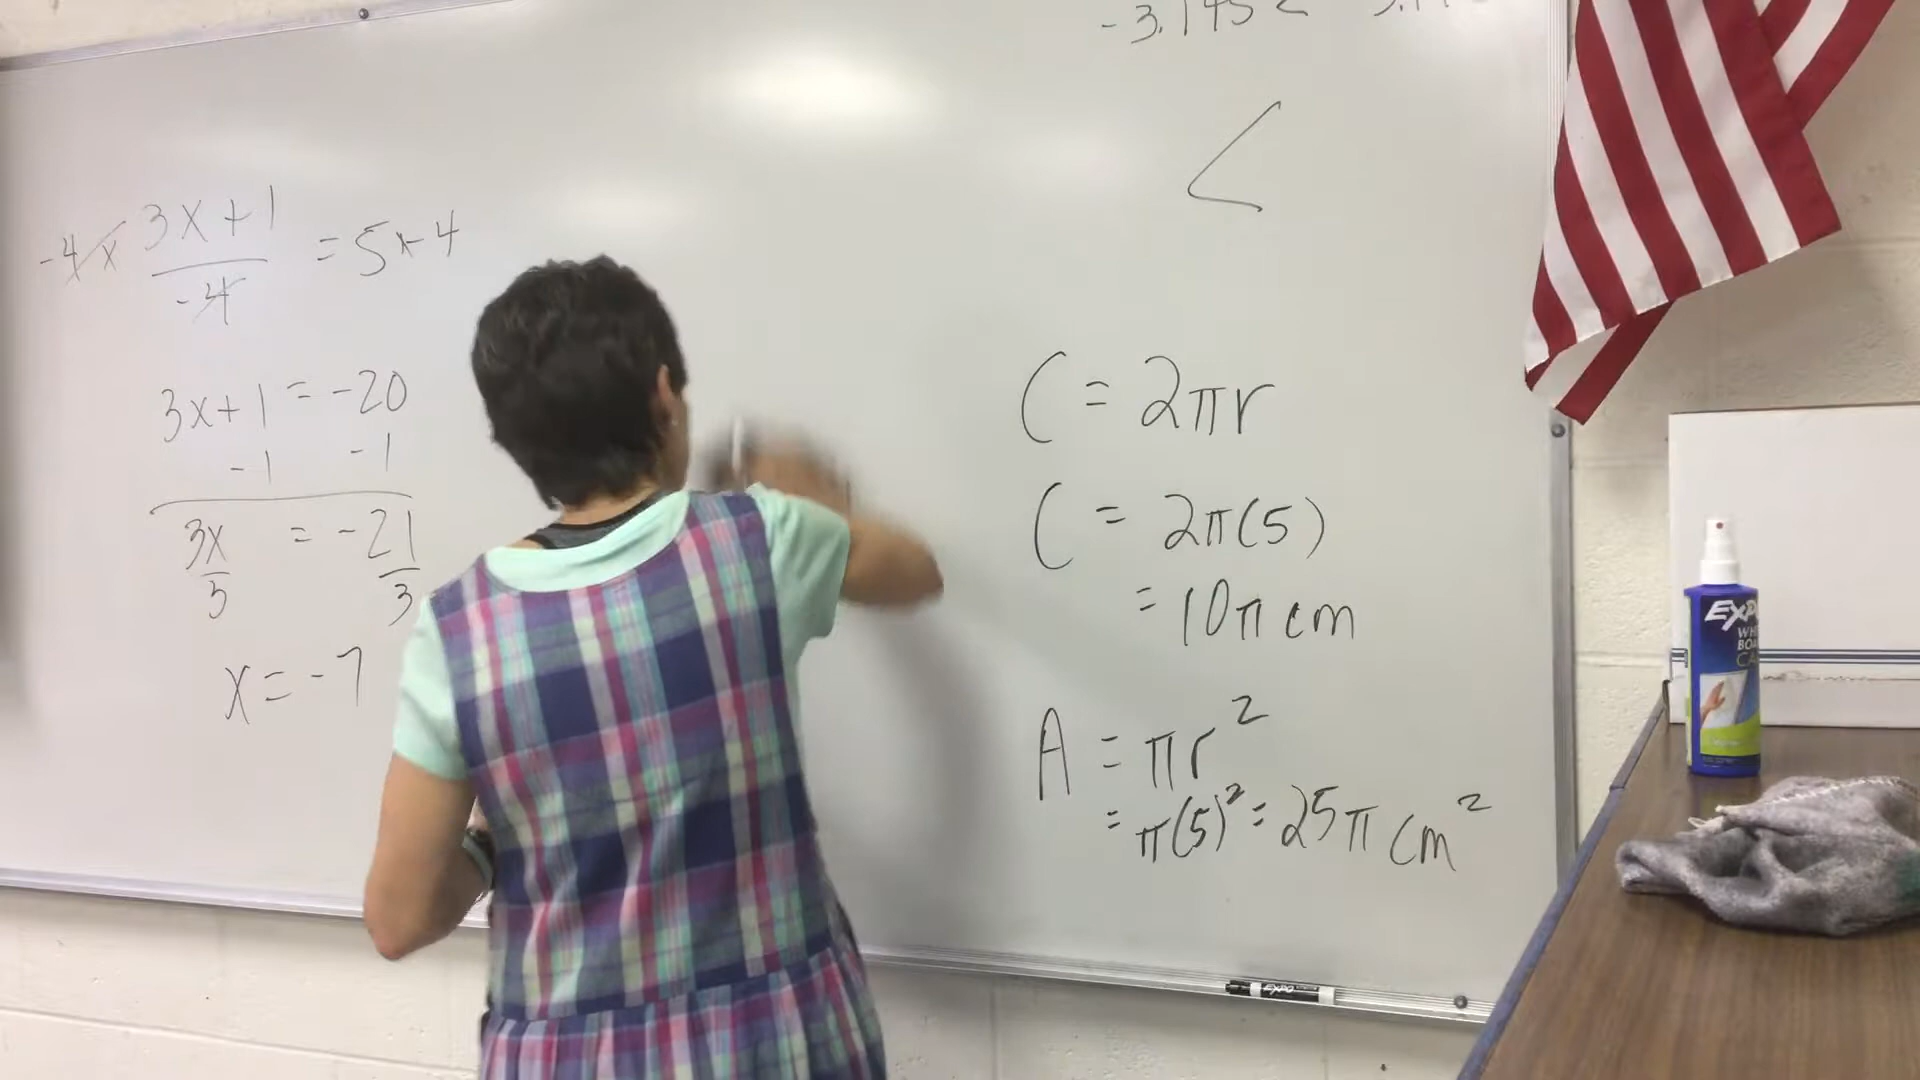 -4 x 3x+1 = 5x-4
-4
3x+1 = -20
-1 -1
3x = -21
3 3
x = -7
-3.145 <
<
C = 2πr
C = 2π(5)
= 10π cm
A = πr²
= π(5)² = 25π cm²
EXPO
EXPO